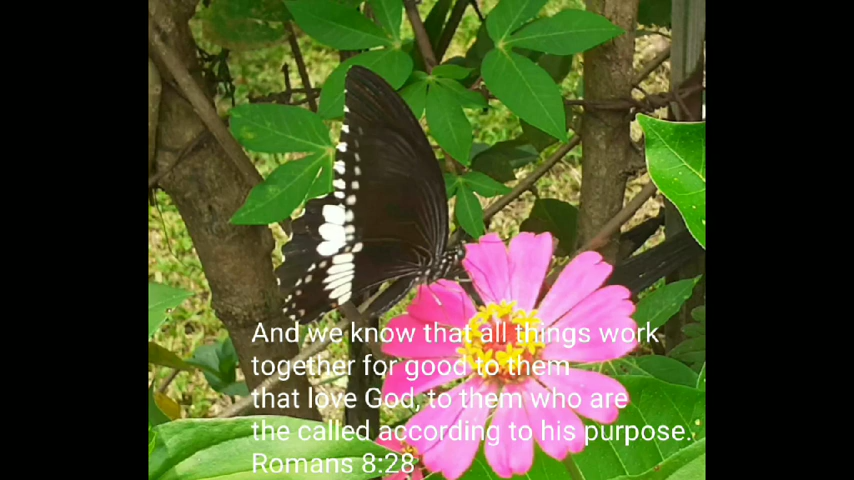 And we know that all things work
together for good to them
that love God, to them who are
the called according to his purpose.
Romans 8:28